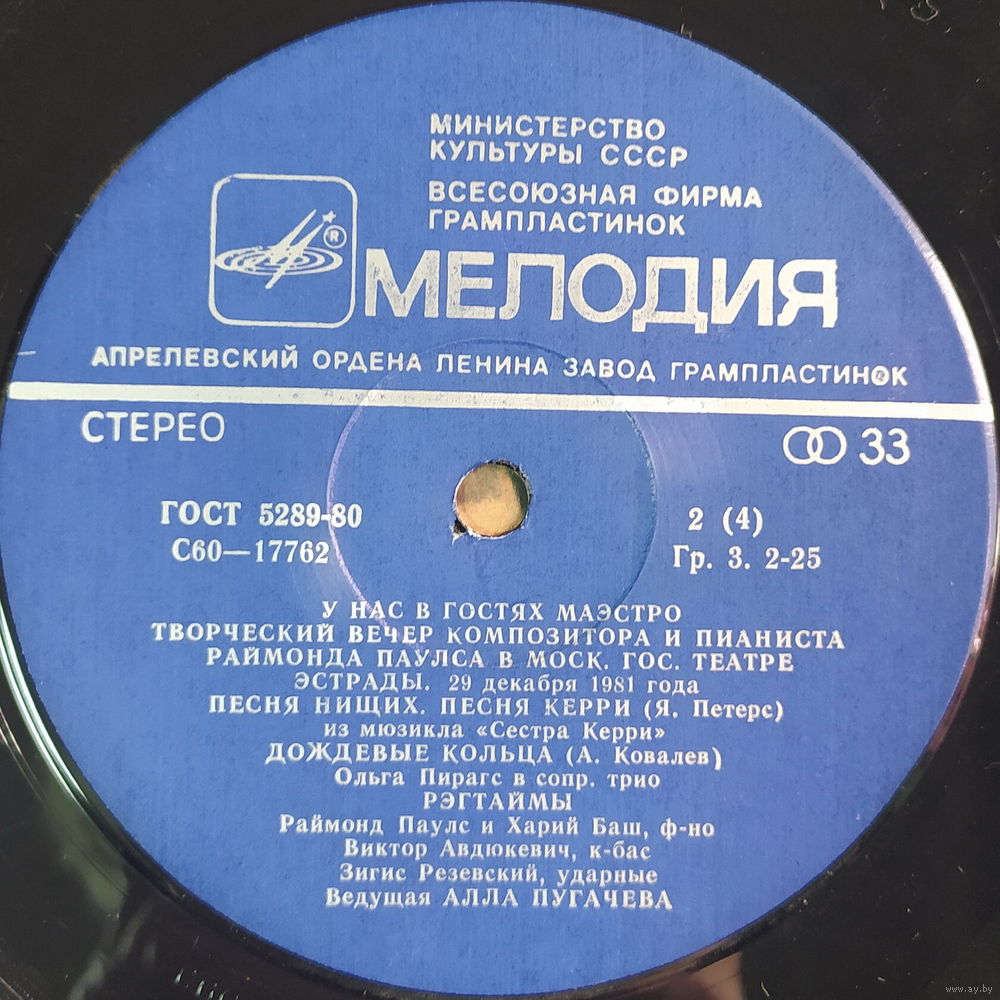 МИНИСТЕРСТВО
КУЛЬТУРЫ СССР
ВСЕСОЮЗНАЯ ФИРМА
ГРАМПЛАСТИНОК
®
МЕЛОДИЯ
АПРЕЛЕВСКИЙ ОРДЕНА ЛЕНИНА ЗАВОД ГРАМПЛАСТИНОК
СТЕРЕО
33
ГОСТ 5289-80
2 (4)
С60—17762
Гр. 3. 2-25
У НАС В ГОСТЯХ МАЭСТРО
ТВОРЧЕСКИЙ ВЕЧЕР КОМПОЗИТОРА И ПИАНИСТА
РАЙМОНДА ПАУЛСА В МОСК. ГОС. ТЕАТРЕ
ЭСТРАДЫ. 29 декабря 1981 года
ПЕСНЯ НИЩИХ. ПЕСНЯ КЕРРИ (Я. Петерс)
из мюзикла «Сестра Керри»
ДОЖДЕВЫЕ КОЛЬЦА (А. Ковалев)
Ольга Пирагс в сопр. трио
РЭГТАЙМЫ
Раймонд Паулс и Харий Баш, ф-но
Виктор Авдюкевич, к-бас
Зигис Резевский, ударные
Ведущая АЛЛА ПУГАЧЕВА
www.ay.by